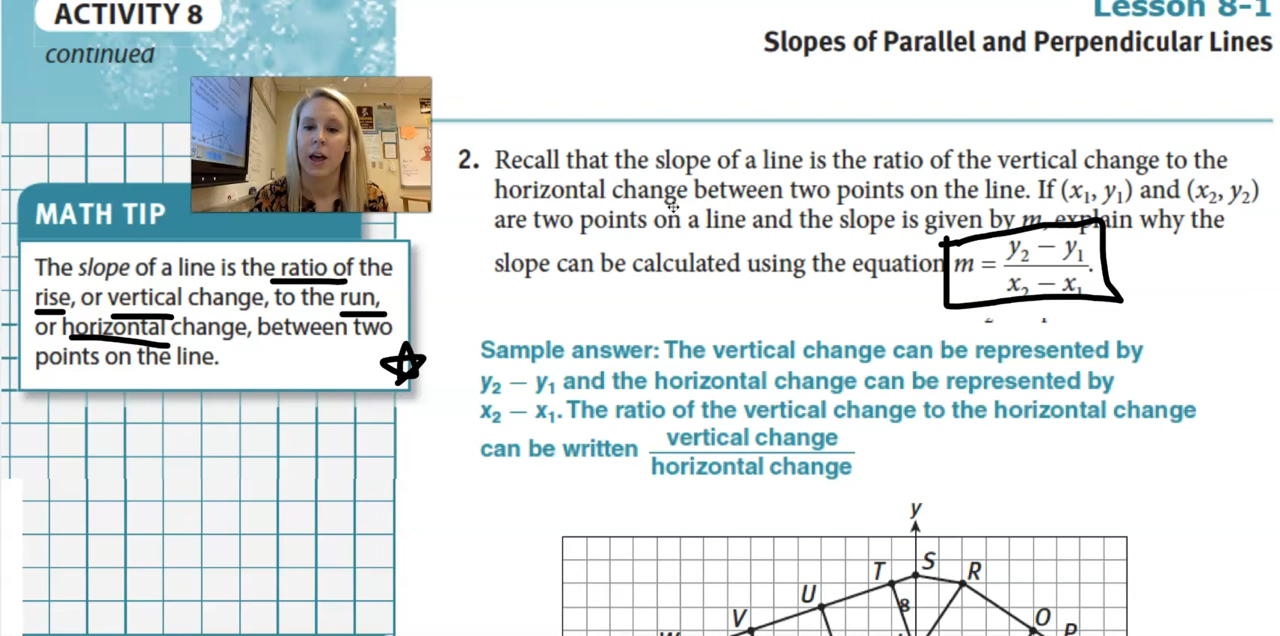 ACTIVITY 8
continued
Lesson 8-1
Slopes of Parallel and Perpendicular Lines
MATH TIP
The slope of a line is the ratio of the
rise, or vertical change, to the run,
or horizontal change, between two
points on the line.
2. Recall that the slope of a line is the ratio of the vertical change to the
horizontal change between two points on the line. If (x₁, y₁) and (x₂, y₂)
are two points on a line and the slope is given by m, explain why the
slope can be calculated using the equation m = y₂ − y₁ / x₂ − x₁.
Sample answer: The vertical change can be represented by
y₂ − y₁ and the horizontal change can be represented by
x₂ − x₁. The ratio of the vertical change to the horizontal change
can be written vertical change
horizontal change
y
S
T
R
U
8
V
O
P